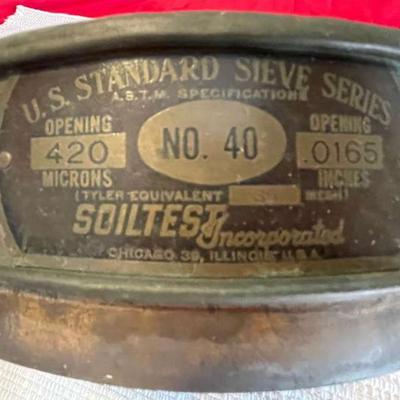 U.S. STANDARD SIEVE SERIES
A.S.T.M. SPECIFICATION
OPENING
420
MICRONS
NO. 40
OPENING
.0165
INCHES
(TYLER EQUIVALENT MESH)
SOILTEST Incorporated
CHICAGO 39, ILLINOIS, U.S.A.